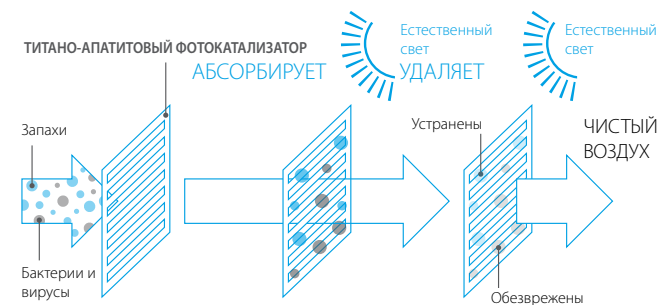 ТИТАНО-АПАТИТОВЫЙ ФОТОКАТАЛИЗАТОР
АБСОРБИРУЕТ
Естественный
свет
УДАЛЯЕТ
Естественный
свет
Запахи
Бактерии и
вирусы
Устранены
Обезврежены
ЧИСТЫЙ
ВОЗДУХ